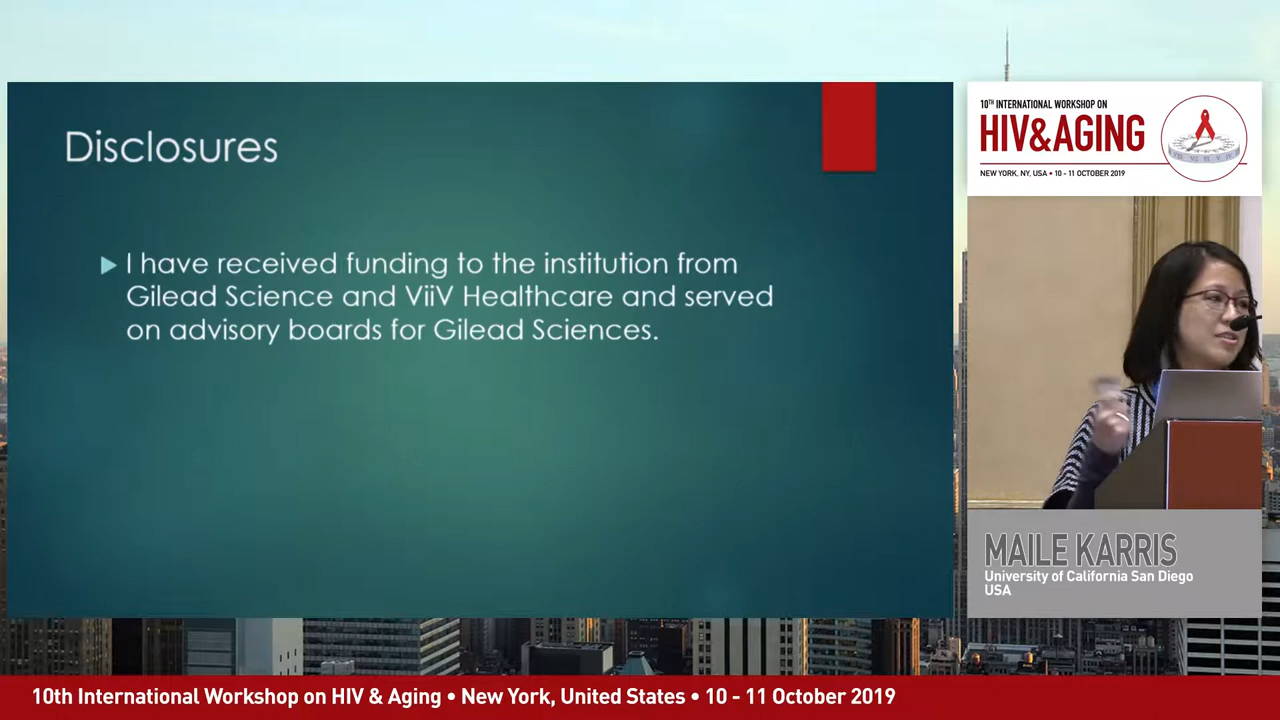 Disclosures
I have received funding to the institution from
Gilead Science and ViiV Healthcare and served
on advisory boards for Gilead Sciences.
10TH INTERNATIONAL WORKSHOP ON
HIV&AGING
NEW YORK, NY, USA • 10 - 11 OCTOBER 2019
MAILE KARRIS
University of California San Diego
USA
10th International Workshop on HIV & Aging • New York, United States • 10 - 11 October 2019